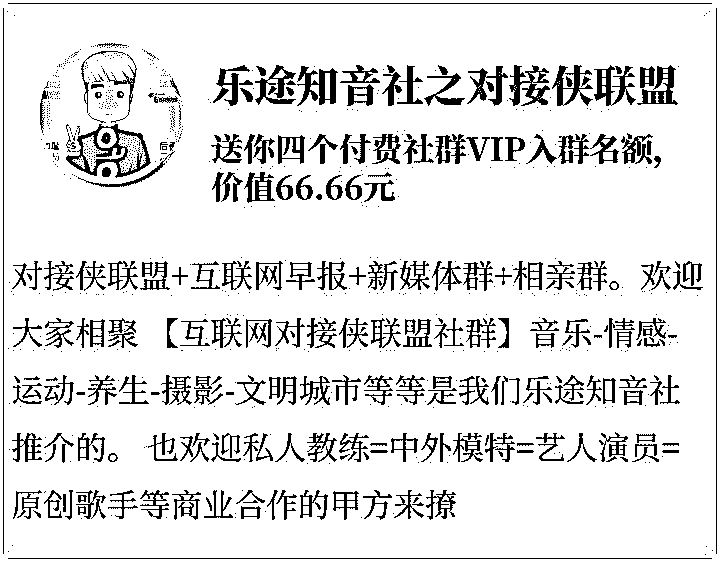 乐途知音社之对接侠联盟
送你四个付费社群VIP入群名额,
价值66.66元
对接侠联盟+互联网早报+新媒体群+相亲群。欢迎
大家相聚 【互联网对接侠联盟社群】音乐-情感-
运动-养生-摄影-文明城市等等是我们乐途知音社
推介的。 也欢迎私人教练=中外模特=艺人演员=
原创歌手等商业合作的甲方来撩